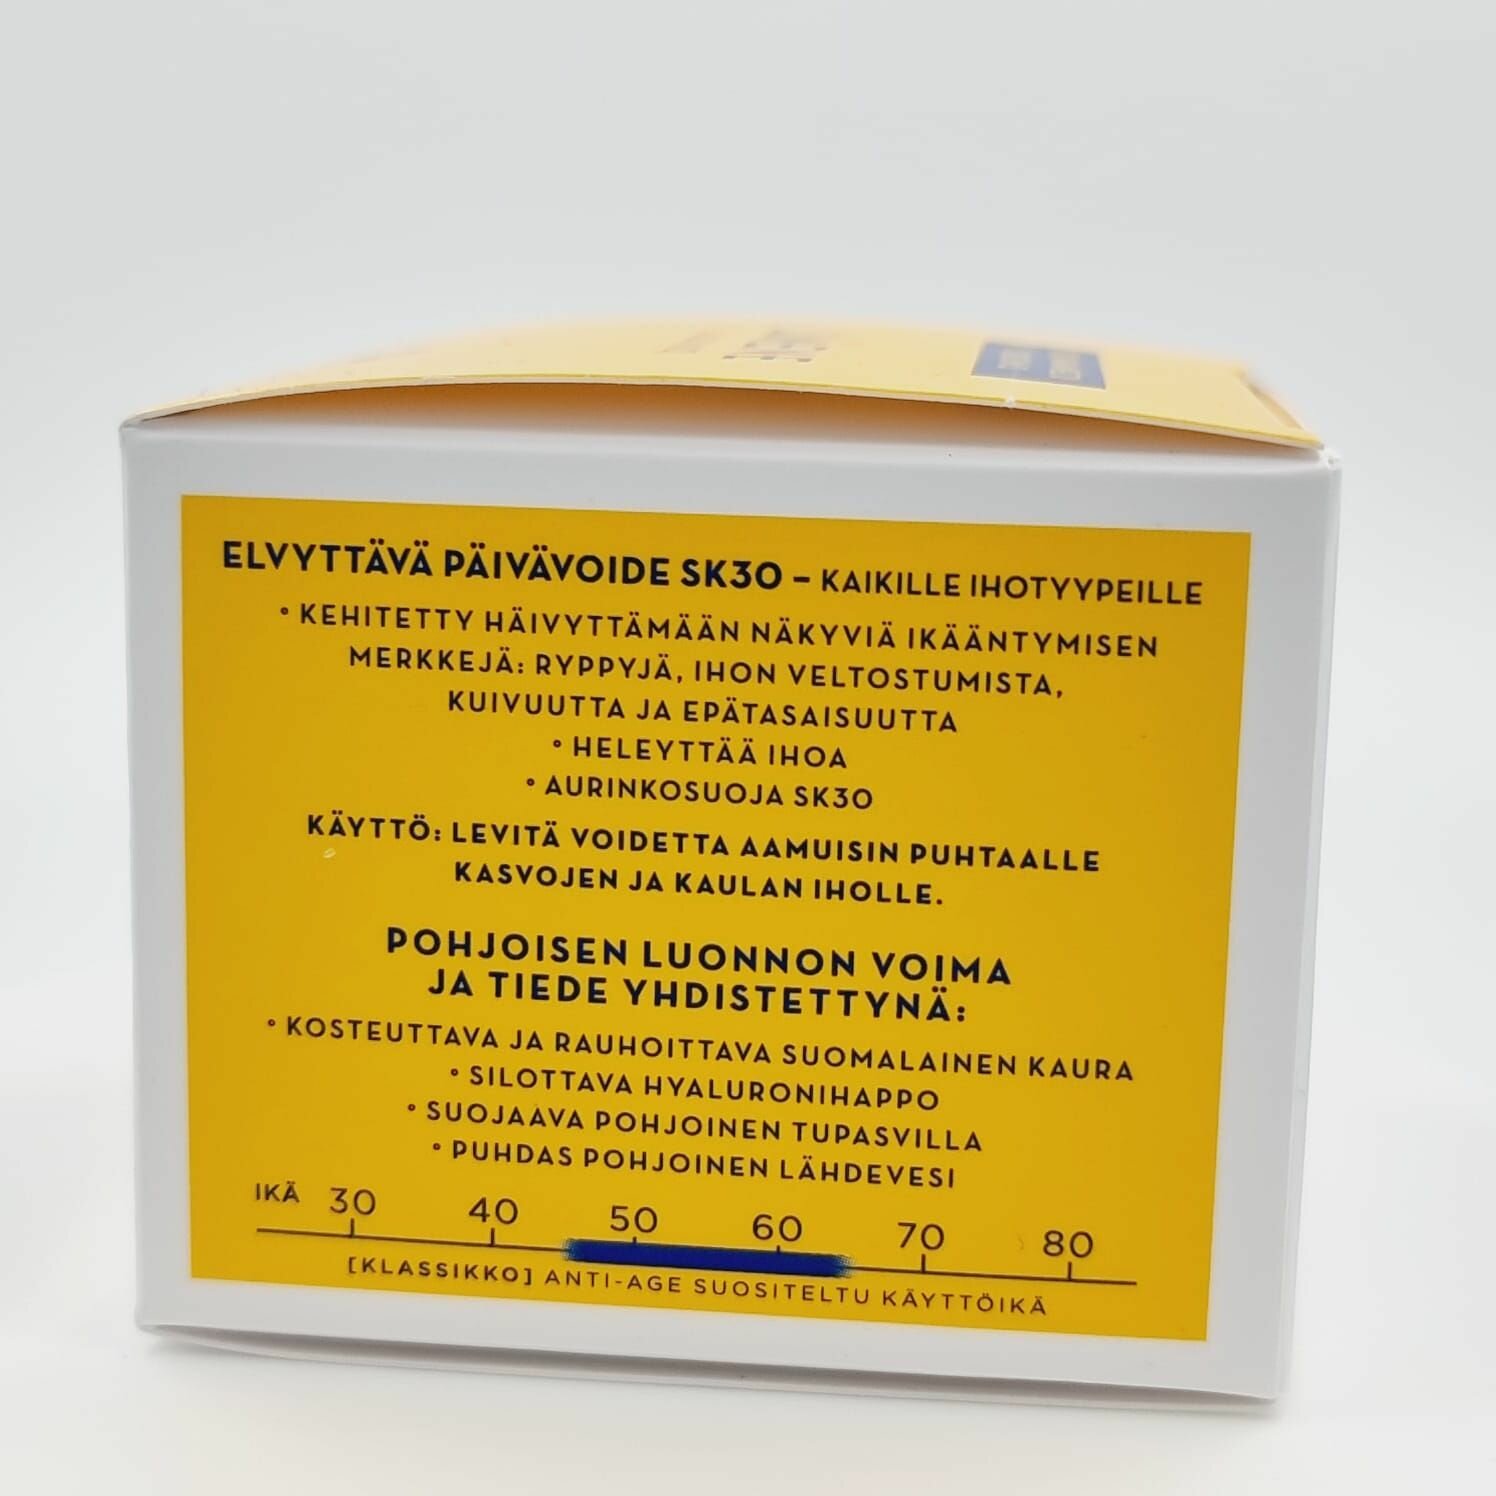 ELVYTTÄVÄ PÄIVÄVOIDE SK30 – KAIKILLE IHOTYYPEILLE
° KEHITETTY HÄIVYTTÄMÄÄN NÄKYVIÄ IKÄÄNTYMISEN
MERKKEJÄ: RYPPYJÄ, IHON VELTOSTUMISTA,
KUIVUUTTA JA EPÄTASAISUUTTA
° HELEYTTÄÄ IHOA
° AURINKOSUOJA SK30
KÄYTTÖ: LEVITÄ VOIDETTA AAMUISIN PUHTAALLE
KASVOJEN JA KAULAN IHOLLE.
POHJOISEN LUONNON VOIMA
JA TIEDE YHDISTETTYNÄ:
° KOSTEUTTAVA JA RAUHOITTAVA SUOMALAINEN KAURA
° SILOTTAVA HYALURONIHAPPO
° SUOJAAVA POHJOINEN TUPASVILLA
° PUHDAS POHJOINEN LÄHDEVESI
IKÄ 30 40 50 60 70 80
[KLASSIKKO] ANTI-AGE SUOSITELTU KÄYTTÖIKÄ